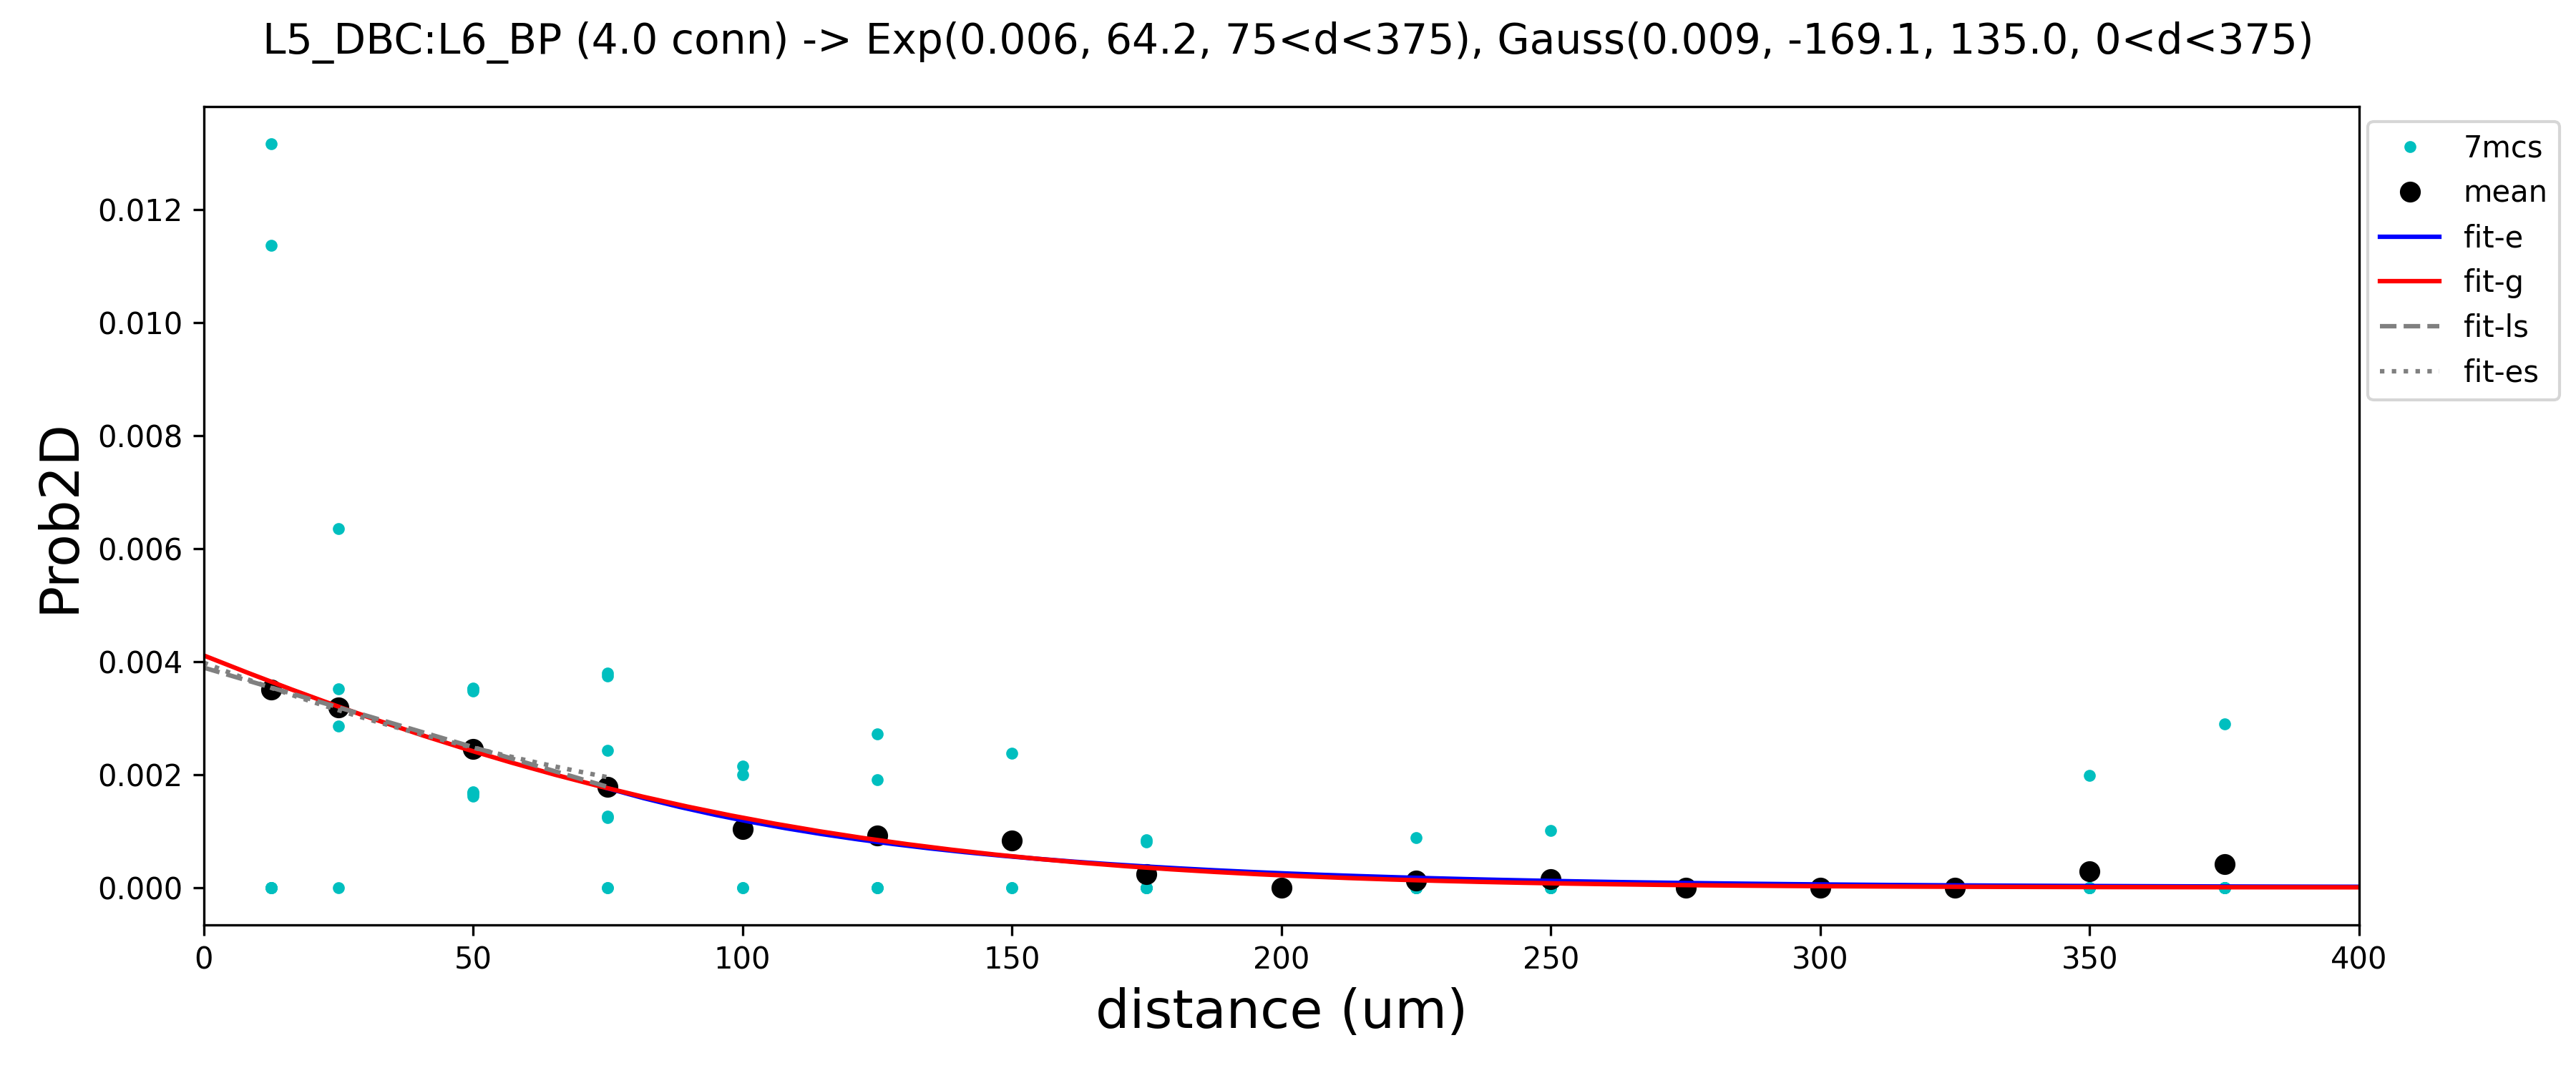 L5_DBC:L6_BP (4.0 conn) -> Exp(0.006, 64.2, 75<d<375), Gauss(0.009, -169.1, 135.0, 0<d<375)
7mcs
mean
fit-e
fit-g
fit-ls
fit-es
0.012
0.010
0.008
0.006
0.004
0.002
0.000
Prob2D
0 50 100 150 200 250 300 350 400
distance (um)